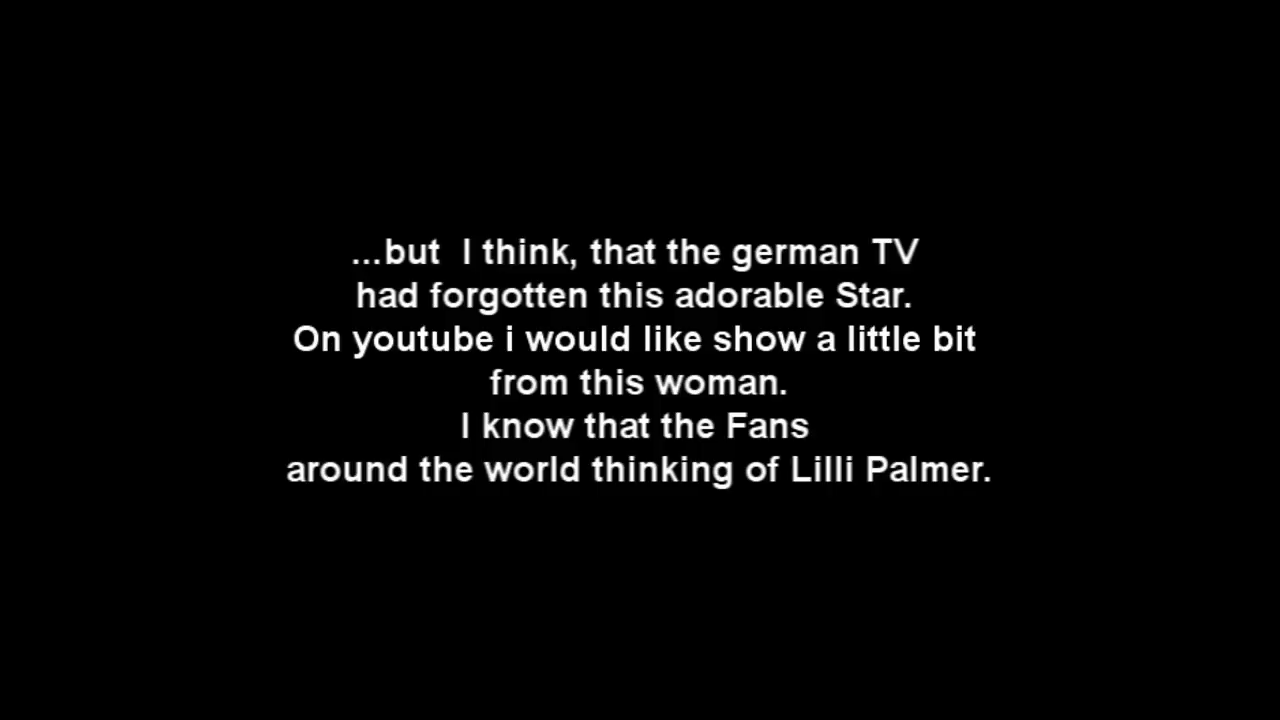 ...but  I think, that the german TV
had forgotten this adorable Star.
On youtube i would like show a little bit
from this woman.
I know that the Fans
around the world thinking of Lilli Palmer.